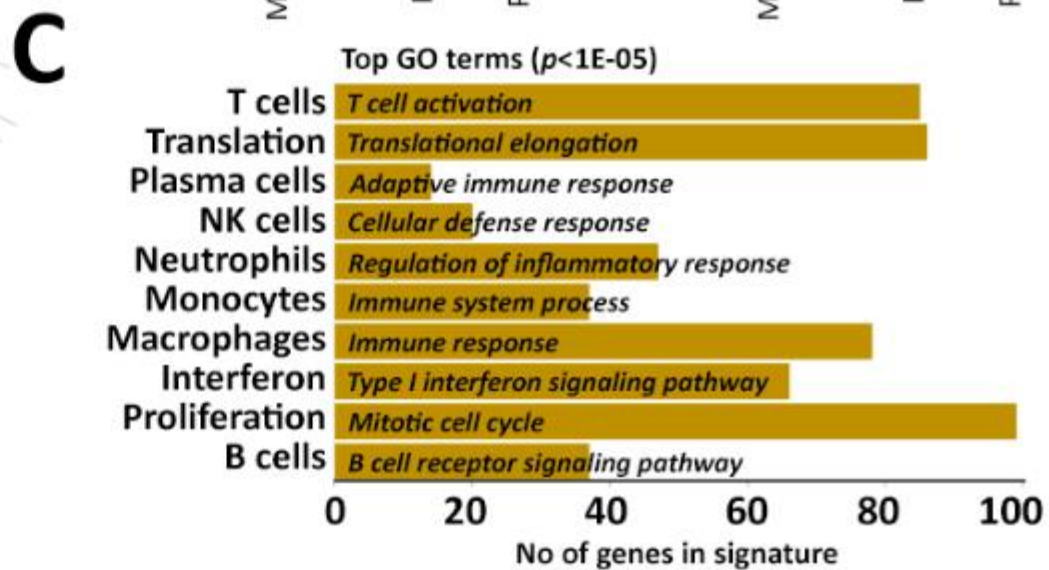 C
Top GO terms (p<1E-05)
T cells T cell activation
Translation Translational elongation
Plasma cells Adaptive immune response
NK cells Cellular defense response
Neutrophils Regulation of inflammatory response
Monocytes Immune system process
Macrophages Immune response
Interferon Type I interferon signaling pathway
Proliferation Mitotic cell cycle
B cells B cell receptor signaling pathway
0 20 40 60 80 100
No of genes in signature